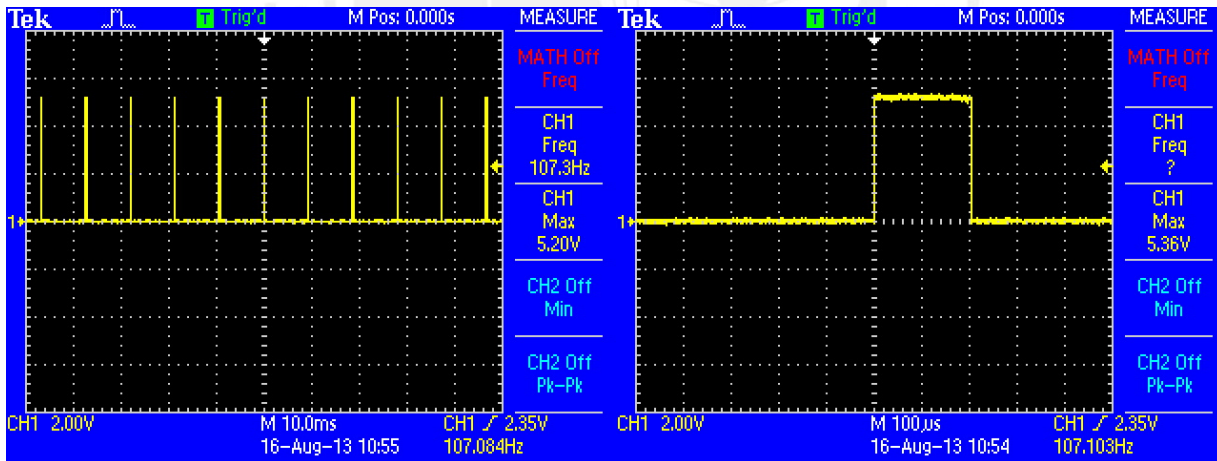 Tek T Trig'd M Pos: 0.000s MEASURE
MATH Off
Freq
CH1
Freq
107.3Hz
CH1
Max
5.20V
CH2 Off
Min
CH2 Off
Pk-Pk
1
CH1 2.00V M 10.0ms CH1 2.35V
16-Aug-13 10:55 107.084Hz
Tek T Trig'd M Pos: 0.000s MEASURE
MATH Off
Freq
CH1
Freq
?
CH1
Max
5.36V
CH2 Off
Min
CH2 Off
Pk-Pk
1
CH1 2.00V M 100µs CH1 2.35V
16-Aug-13 10:54 107.103Hz